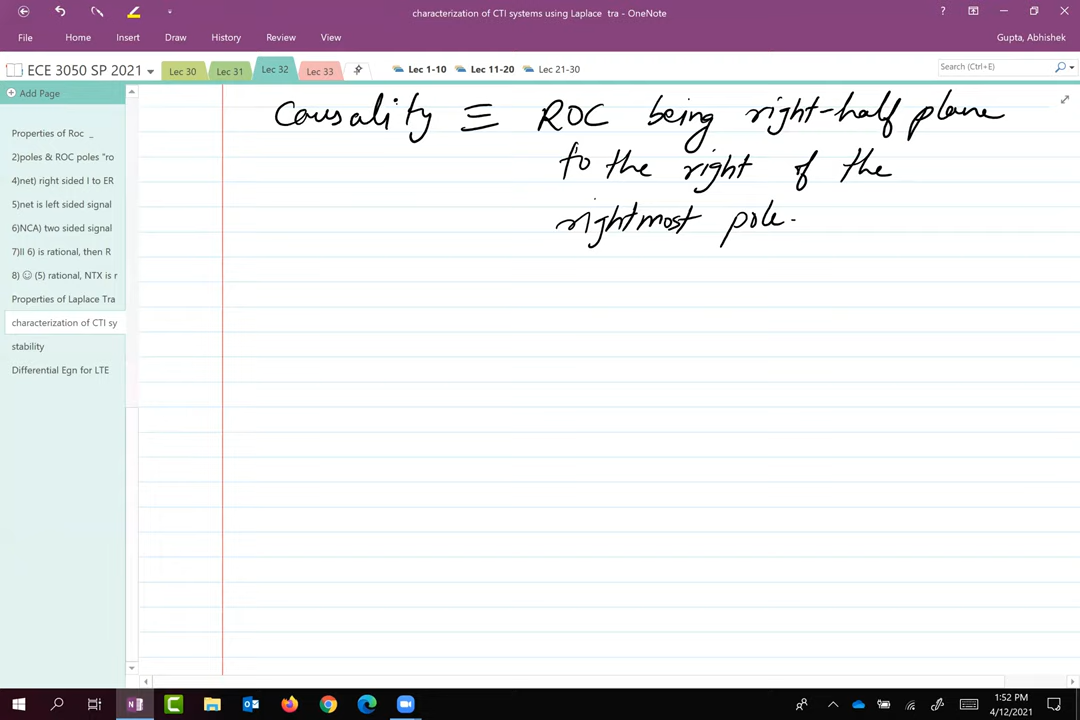 characterization of CTI systems using Laplace tra - OneNote
File Home Insert Draw History Review View
Gupta, Abhishek
ECE 3050 SP 2021
Lec 30 Lec 31 Lec 32 Lec 33
Lec 1-10 Lec 11-20 Lec 21-30
Search (Ctrl+E)
Add Page
Properties of Roc _
2)poles & ROC poles "ro
4)net) right sided I to ER
5)net is left sided signal
6)NCA) two sided signal
7)II 6) is rational, then R
8) ☺ (5) rational, NTX is r
Properties of Laplace Tra
characterization of CTI sy
stability
Differential Egn for LTE
Causality ≡ ROC being right-half plane
to the right of the
rightmost pole.
1:52 PM
4/12/2021